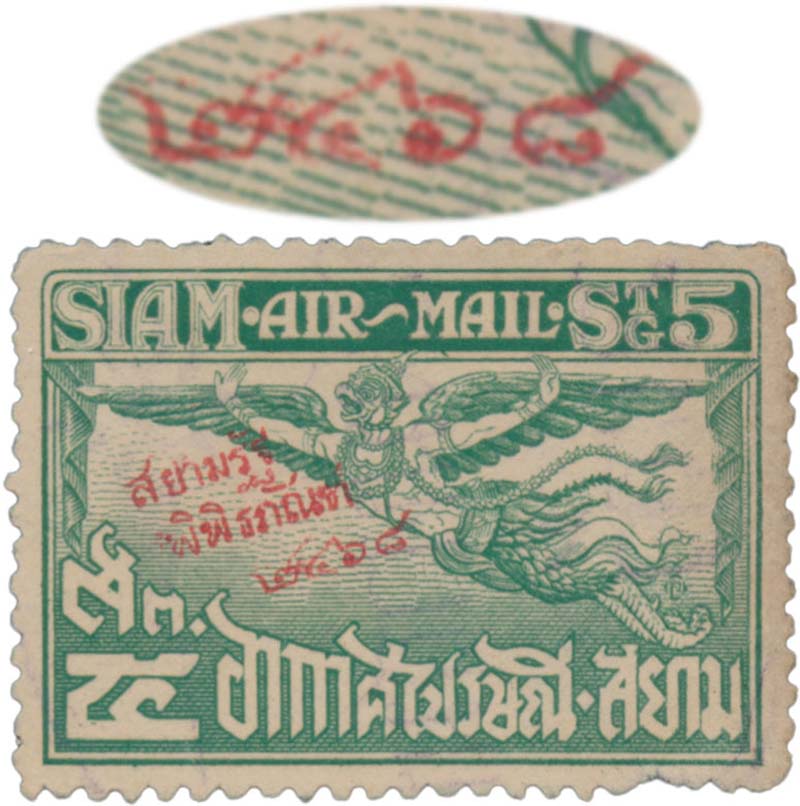 ๒๔๖๘
SIAM·AIR~MAIL·STG 5
สยามรัฐ
พิพิธภัณฑ์
๒๔๖๘
ส.ต.
๕ อากาศไปรษณีย์·สยาม